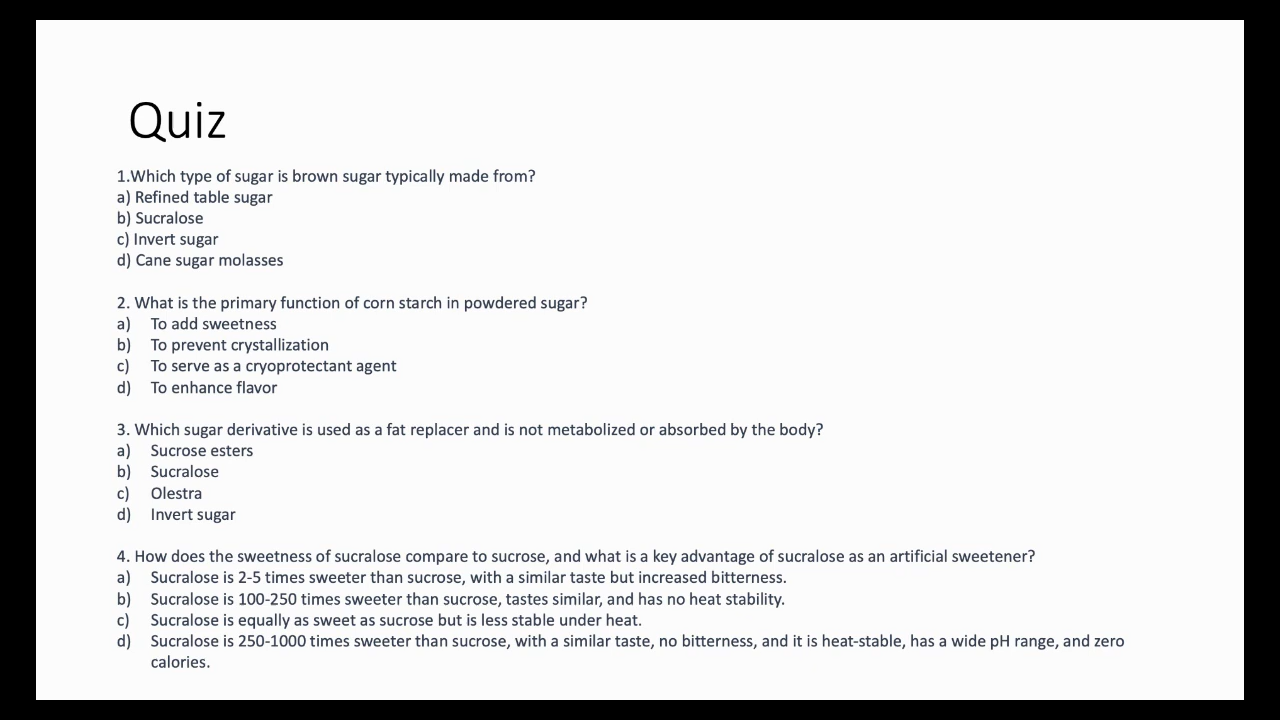 Quiz
1.Which type of sugar is brown sugar typically made from?
a) Refined table sugar
b) Sucralose
c) Invert sugar
d) Cane sugar molasses
2. What is the primary function of corn starch in powdered sugar?
a) To add sweetness
b) To prevent crystallization
c) To serve as a cryoprotectant agent
d) To enhance flavor
3. Which sugar derivative is used as a fat replacer and is not metabolized or absorbed by the body?
a) Sucrose esters
b) Sucralose
c) Olestra
d) Invert sugar
4. How does the sweetness of sucralose compare to sucrose, and what is a key advantage of sucralose as an artificial sweetener?
a) Sucralose is 2-5 times sweeter than sucrose, with a similar taste but increased bitterness.
b) Sucralose is 100-250 times sweeter than sucrose, tastes similar, and has no heat stability.
c) Sucralose is equally as sweet as sucrose but is less stable under heat.
d) Sucralose is 250-1000 times sweeter than sucrose, with a similar taste, no bitterness, and it is heat-stable, has a wide pH range, and zero
calories.